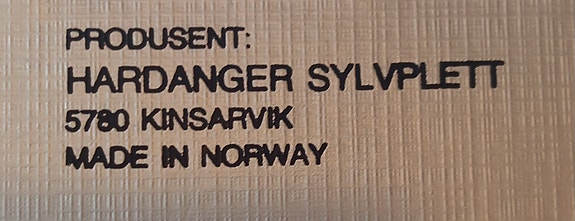 PRODUSENT:
HARDANGER SYLVPLETT
5780 KINSARVIK
MADE IN NORWAY